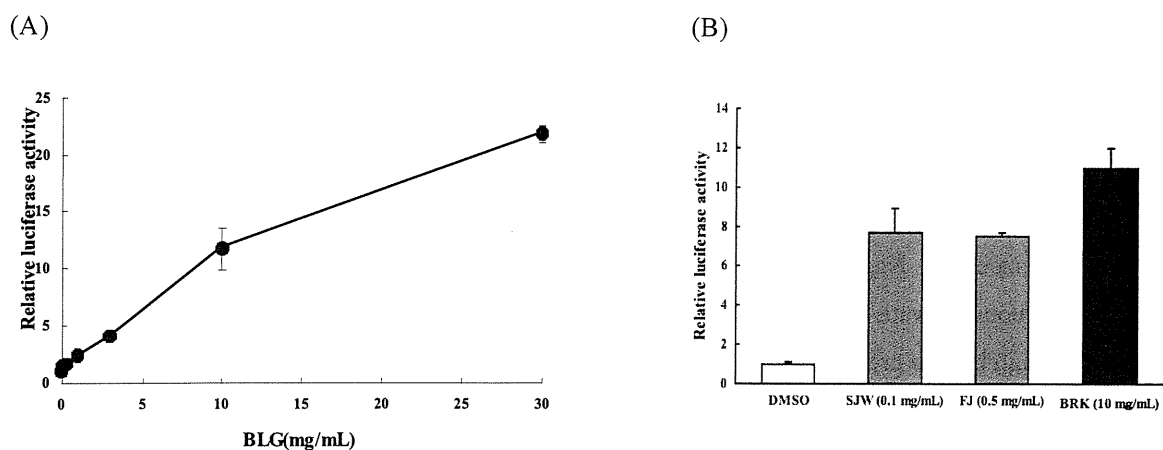 (A)
(B)
Relative luciferase activity
25
20
15
10
5
0
0 5 10 15 20 25 30
BLG(mg/mL)
Relative luciferase activity
14
12
10
8
6
4
2
0
DMSO SJW (0.1 mg/mL) FJ (0.5 mg/mL) BRK (10 mg/mL)